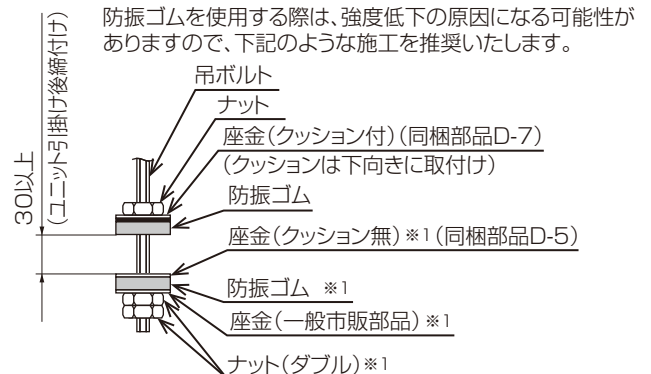 防振ゴムを使用する際は、強度低下の原因になる可能性が
ありますので、下記のような施工を推奨いたします。
吊ボルト
ナット
座金(クッション付)(同梱部品D-7)
(クッションは下向きに取付け)
防振ゴム
座金(クッション無)※1(同梱部品D-5)
防振ゴム ※1
座金(一般市販部品)※1
ナット(ダブル)※1
30以上
(ユニット引掛け後締付け)